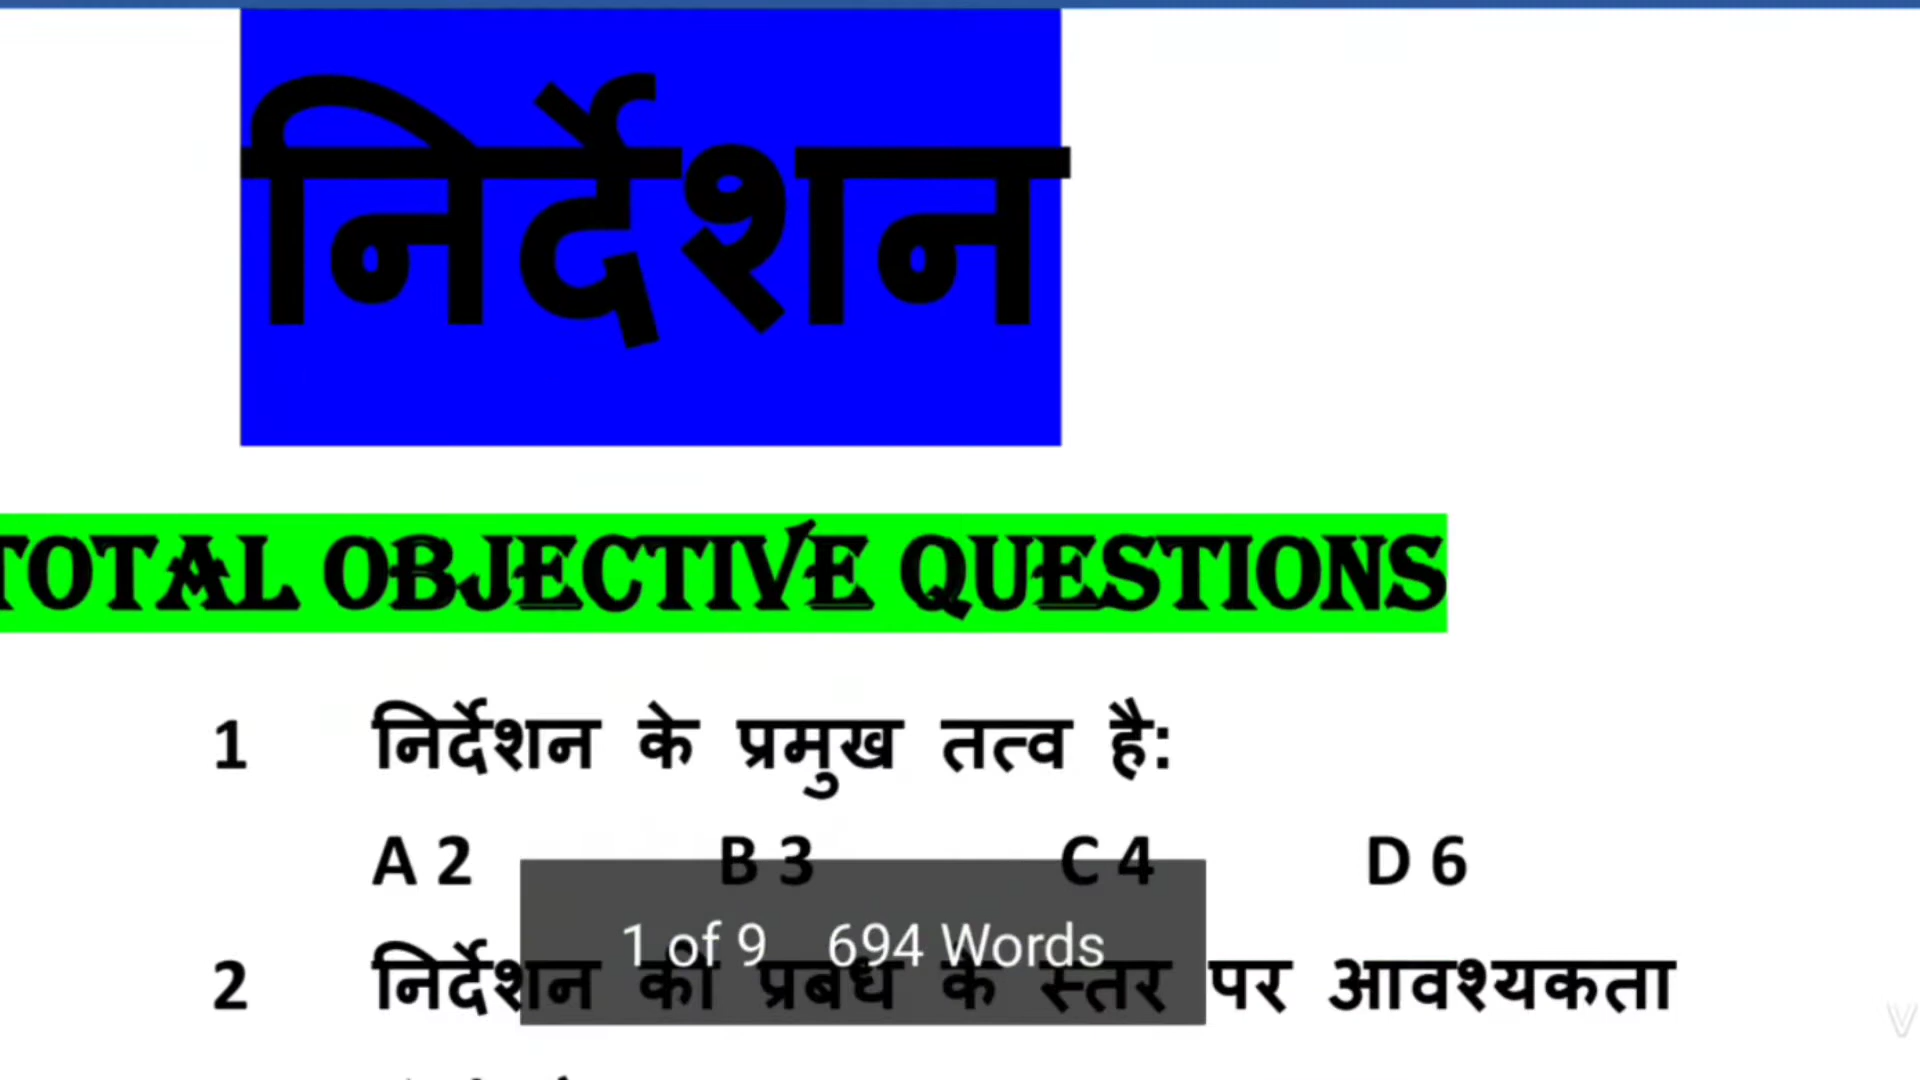 निर्देशन
TOTAL OBJECTIVE QUESTIONS
1 निर्देशन के प्रमुख तत्व है:
A 2 B 3 C 4 D 6
1 of 9 694 Words
2 निर्देशन की प्रबंध के स्तर पर आवश्यकता